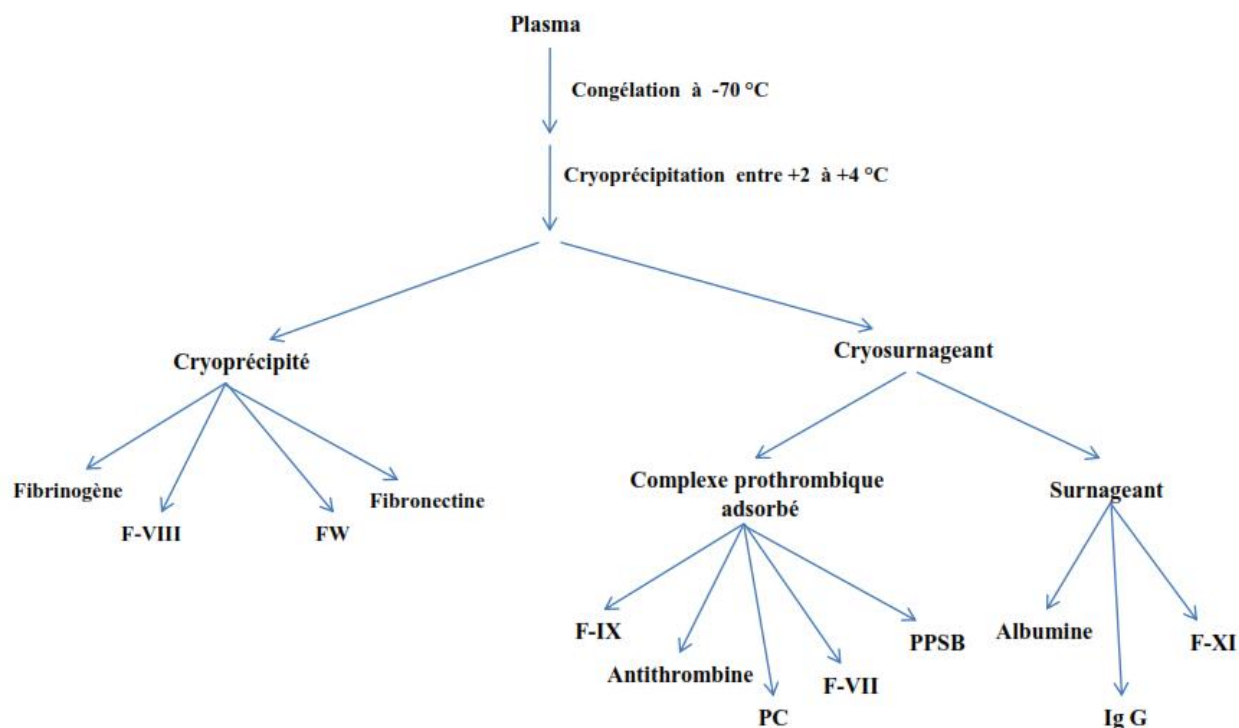 Plasma
Congélation à -70 °C
Cryoprécipitation entre +2 à +4 °C
Cryoprécipité
Cryosurnageant
Fibrinogène
F-VIII
FW
Fibronectine
Complexe prothrombique
adsorbé
Surnageant
F-IX
Antithrombine
PC
F-VII
PPSB
Albumine
Ig G
F-XI